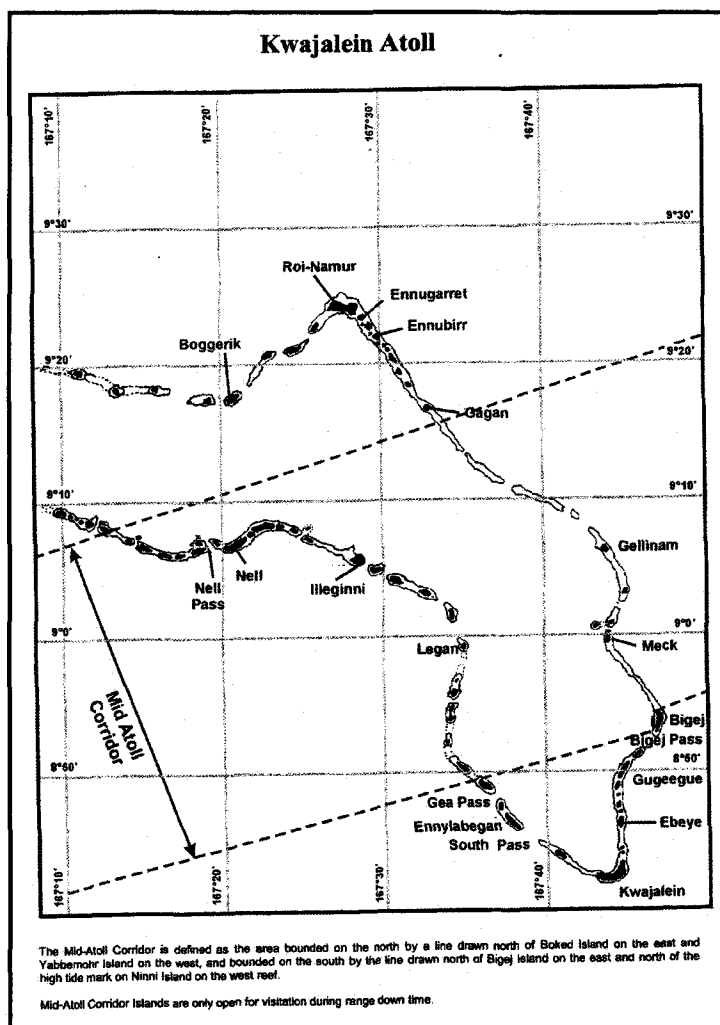 Kwajalein Atoll
167°10'
167°20'
167°30'
167°40'
9°30'
9°30'
Roi-Namur
Ennugarret
Ennubirr
Boggerik
9°20'
9°20'
Gagan
9°10'
9°10'
Gellinam
Nell
Nell
Pass
Illeginni
9°0'
9°0'
Legan
Meck
Mid Atoll
Corridor
Bigej
Bigej Pass
8°50'
8°50'
Gugeegue
Gea Pass
Ennylabegan
Ebeye
South Pass
Kwajalein
167°10'
167°20'
167°30'
167°40'
The Mid-Atoll Corridor is defined as the area bounded on the north by a line drawn north of Boked Island on the east and
Yabbernohr Island on the west, and bounded on the south by the line drawn north of Bigej Island on the east and north of the
high tide mark on Ninni Island on the west reef.
Mid-Atoll Corridor Islands are only open for visitation during range down time.